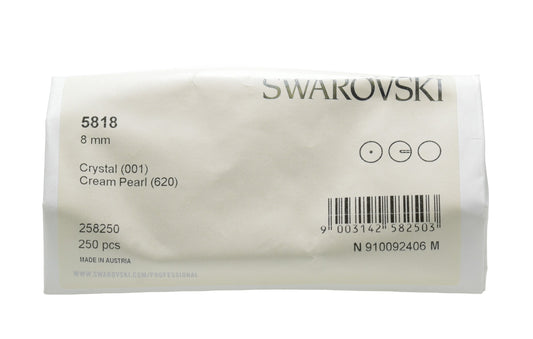 SWAROVSKI
5818
8 mm
Crystal (001)
Cream Pearl (620)
258250
250 pcs
MADE IN AUSTRIA
WWW.SWAROVSKI.COM/PROFESSIONAL
9 003142 582503
N 910092406 M